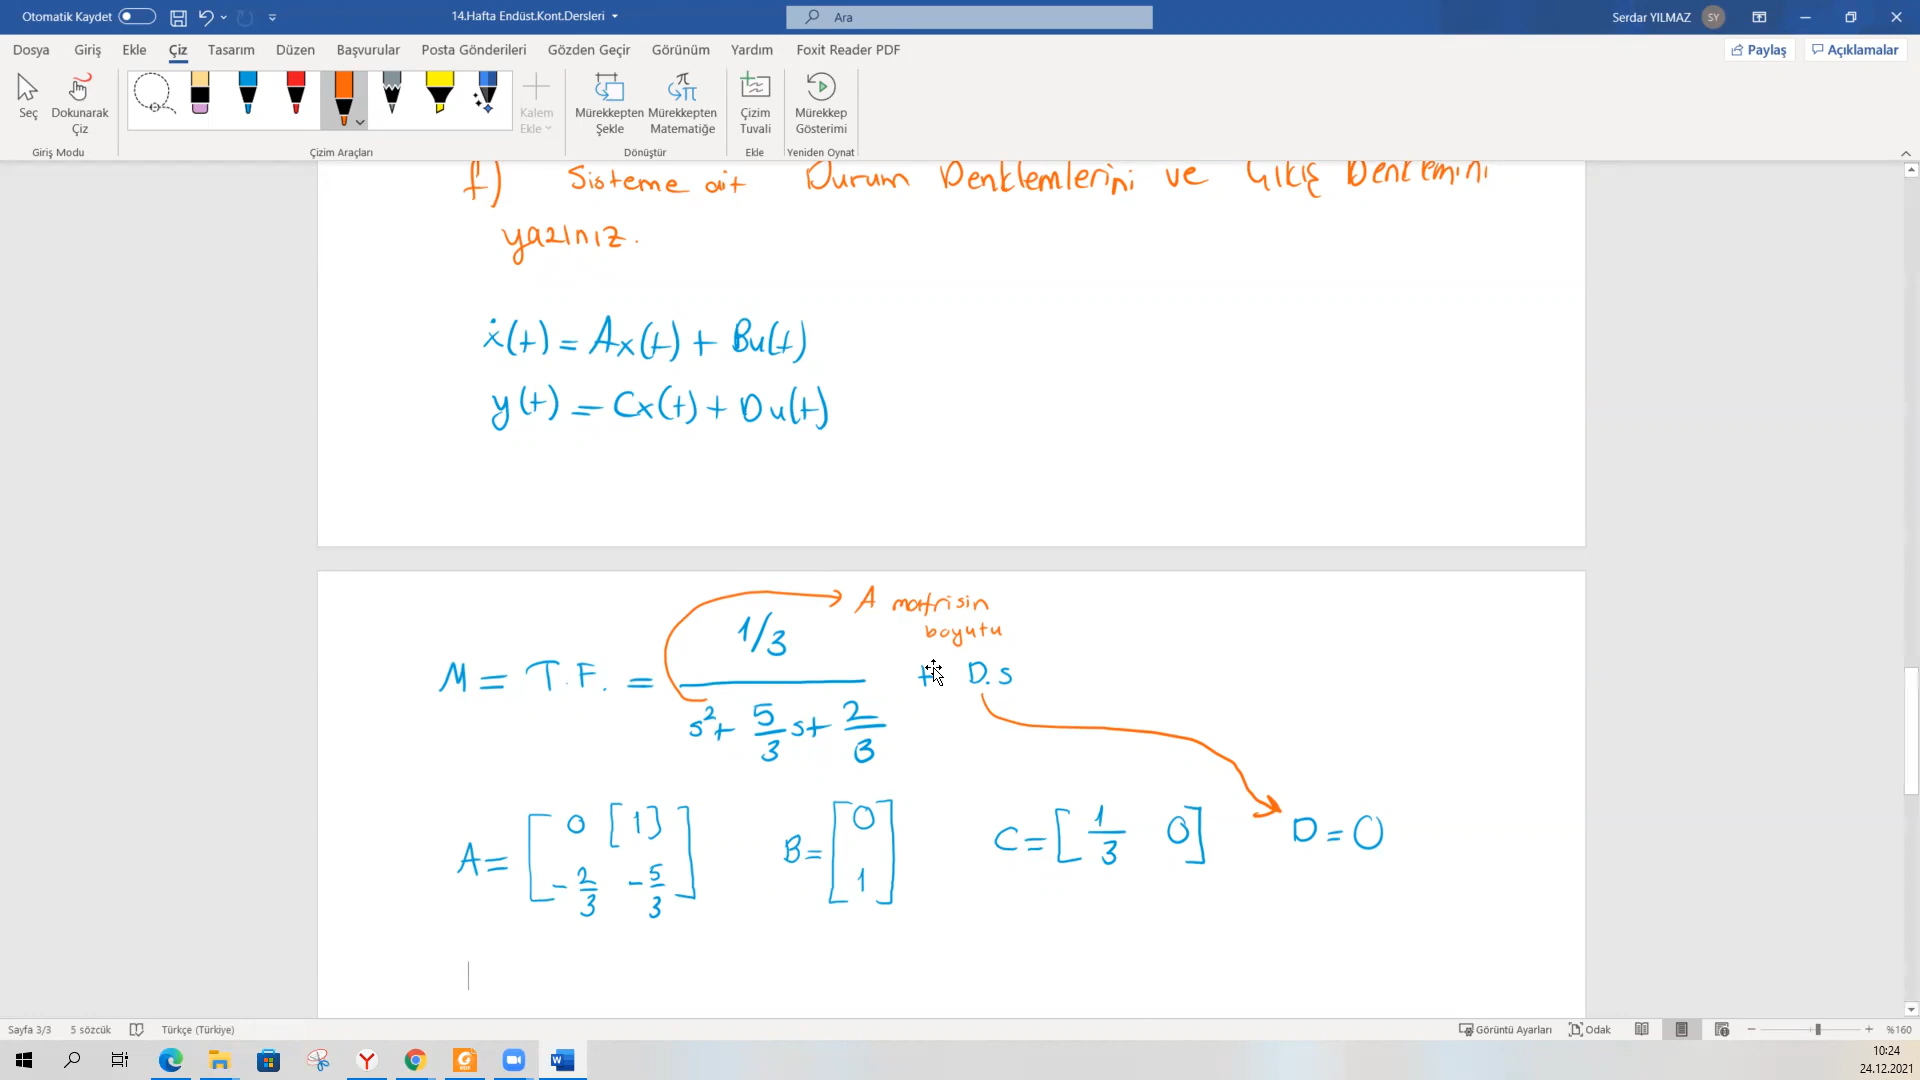 Otomatik Kaydet
14.Hafta Endüst.Kont.Dersleri
Ara
Serdar YILMAZ
SY
Dosya Giriş Ekle Çiz Tasarım Düzen Başvurular Posta Gönderileri Gözden Geçir Görünüm Yardım Foxit Reader PDF
Paylaş
Açıklamalar
Seç
Dokunarak Çiz
Kalem Ekle
Mürekkepten Şekle
Mürekkepten Matematiğe
Çizim Tuvali
Mürekkep Gösterimi
Giriş Modu
Çizim Araçları
Dönüştür
Ekle
Yeniden Oynat
f) Sisteme ait Durum Denklemlerini ve Çıkış Denklemini
yazınız.
ẋ(t) = Ax(t) + Bu(t)
y(t) = Cx(t) + Du(t)
A matrisin
boyutu
1/3
M = T.F. = + D.s
s² + 5/3 s + 2/3
A = [0 [1] ; -2/3 -5/3] B = [0 ; 1] C = [1/3 0] D = 0
Sayfa 3/3 5 sözcük Türkçe (Türkiye)
Görüntü Ayarları
Odak
%160
10:24
24.12.2021